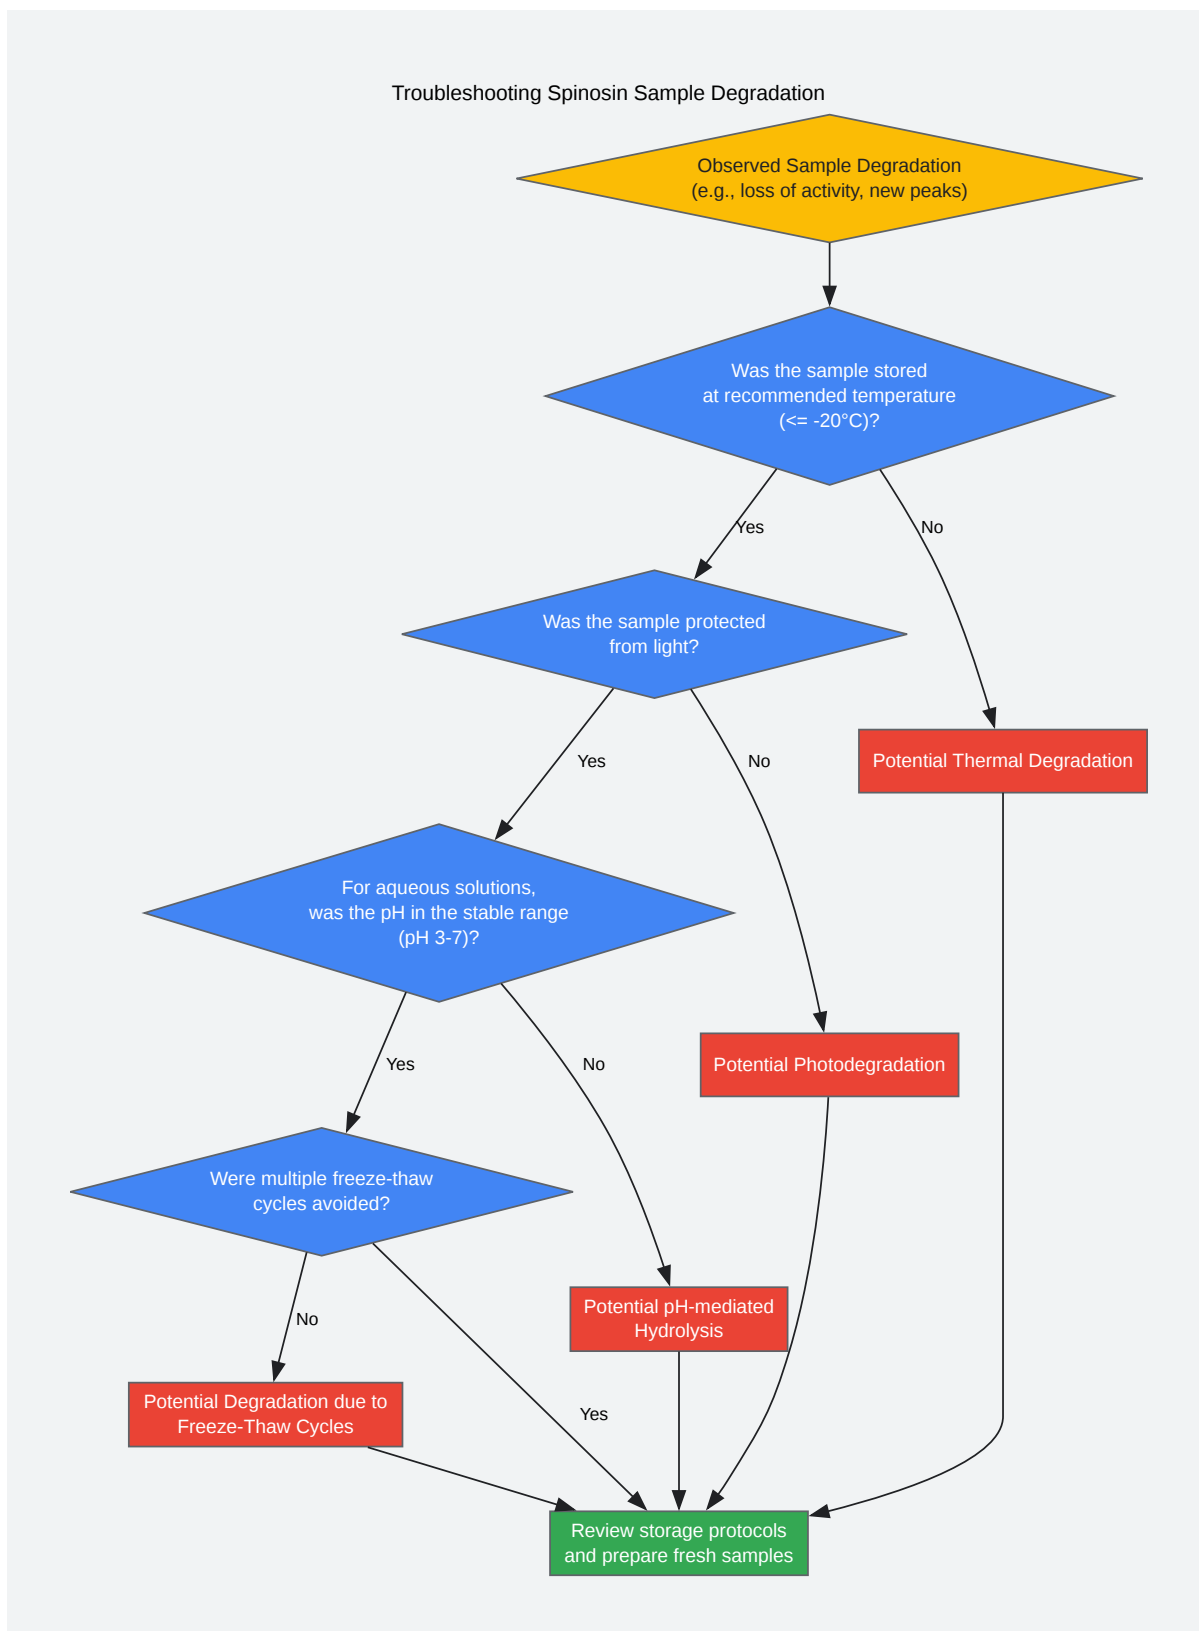 Troubleshooting Spinosin Sample Degradation
Observed Sample Degradation
(e.g., loss of activity, new peaks)
Was the sample stored
at recommended temperature
(<= -20°C)?
Yes
No
Was the sample protected
from light?
Yes
No
Potential Thermal Degradation
For aqueous solutions,
was the pH in the stable range
(pH 3-7)?
Yes
No
Potential Photodegradation
Were multiple freeze-thaw
cycles avoided?
No
Potential pH-mediated
Hydrolysis
Potential Degradation due to
Freeze-Thaw Cycles
Yes
Review storage protocols
and prepare fresh samples